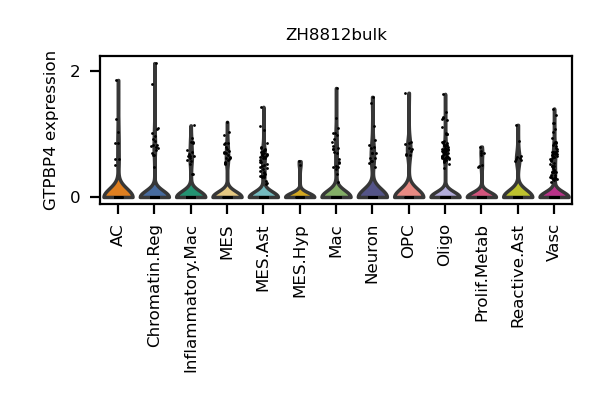 ZH8812bulk
GTPBP4 expression
2
0
AC
Chromatin.Reg
Inflammatory.Mac
MES
MES.Ast
MES.Hyp
Mac
Neuron
OPC
Oligo
Prolif.Metab
Reactive.Ast
Vasc